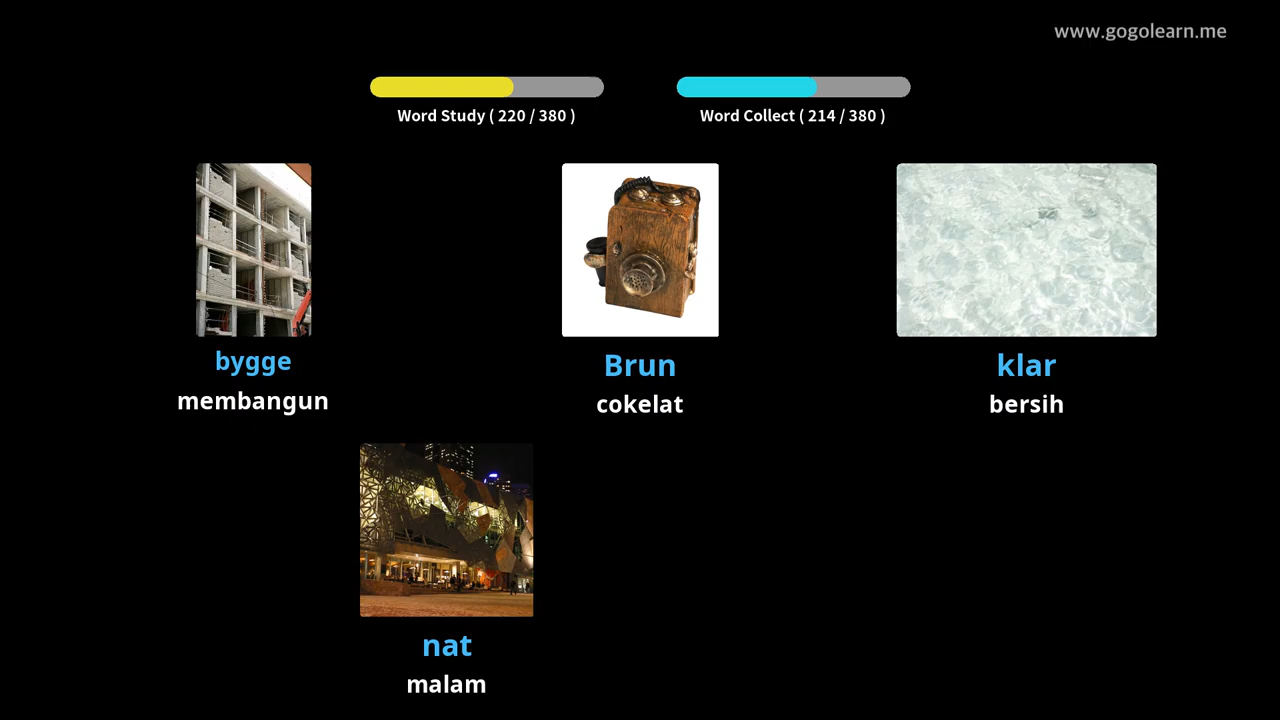 www.gogolearn.me
Word Study ( 220 / 380 )
Word Collect ( 214 / 380 )
bygge
membangun
Brun
cokelat
klar
bersih
nat
malam